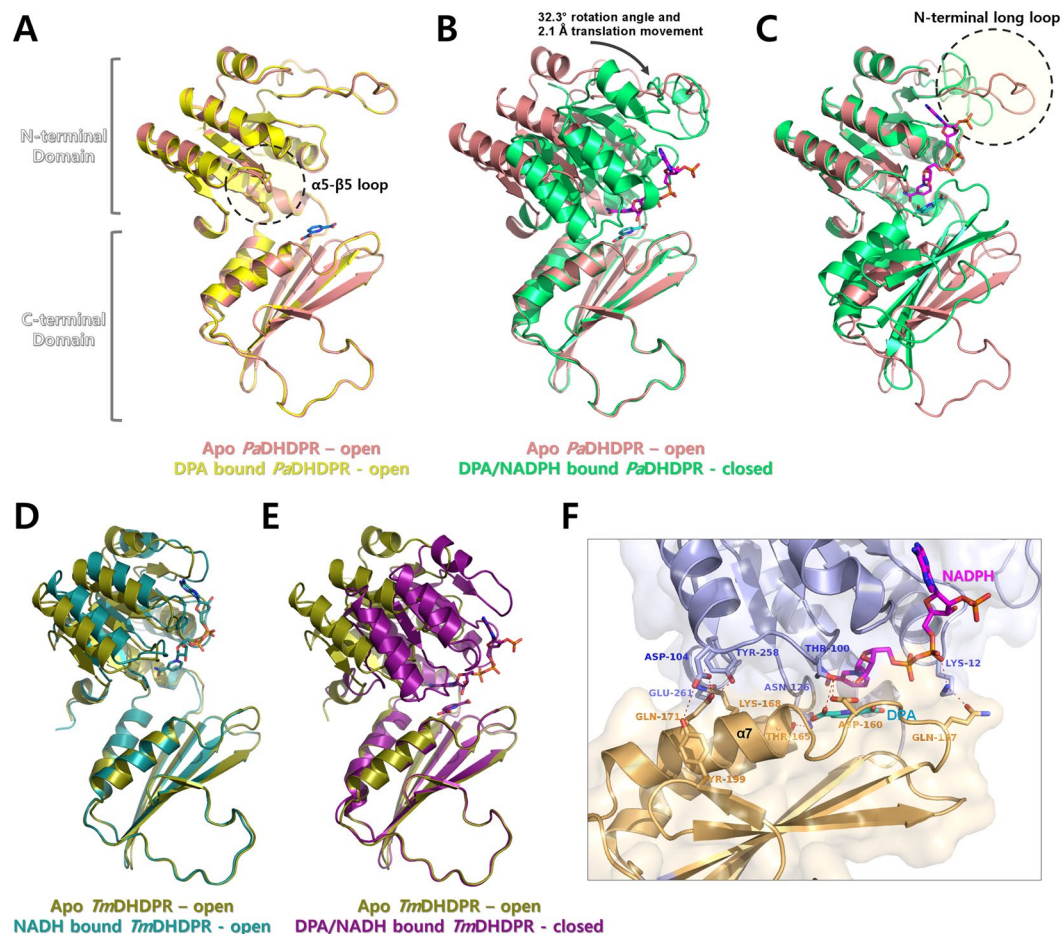 A
B
C
32.3° rotation angle and
2.1 Å translation movement
N-terminal long loop
N-terminal
Domain
α5-β5 loop
C-terminal
Domain
Apo PaDHDPR – open
DPA bound PaDHDPR - open
Apo PaDHDPR – open
DPA/NADPH bound PaDHDPR - closed
D
E
F
NADPH
ASP-104
TYR-258
THR-100
LYS-12
GLU-261
ASN-126
LYS-168
GLN-171
DPA
ASP-160
α7
THR-165
TYR-199
Apo TmDHDPR – open
NADH bound TmDHDPR - open
Apo TmDHDPR – open
DPA/NADH bound TmDHDPR - closed